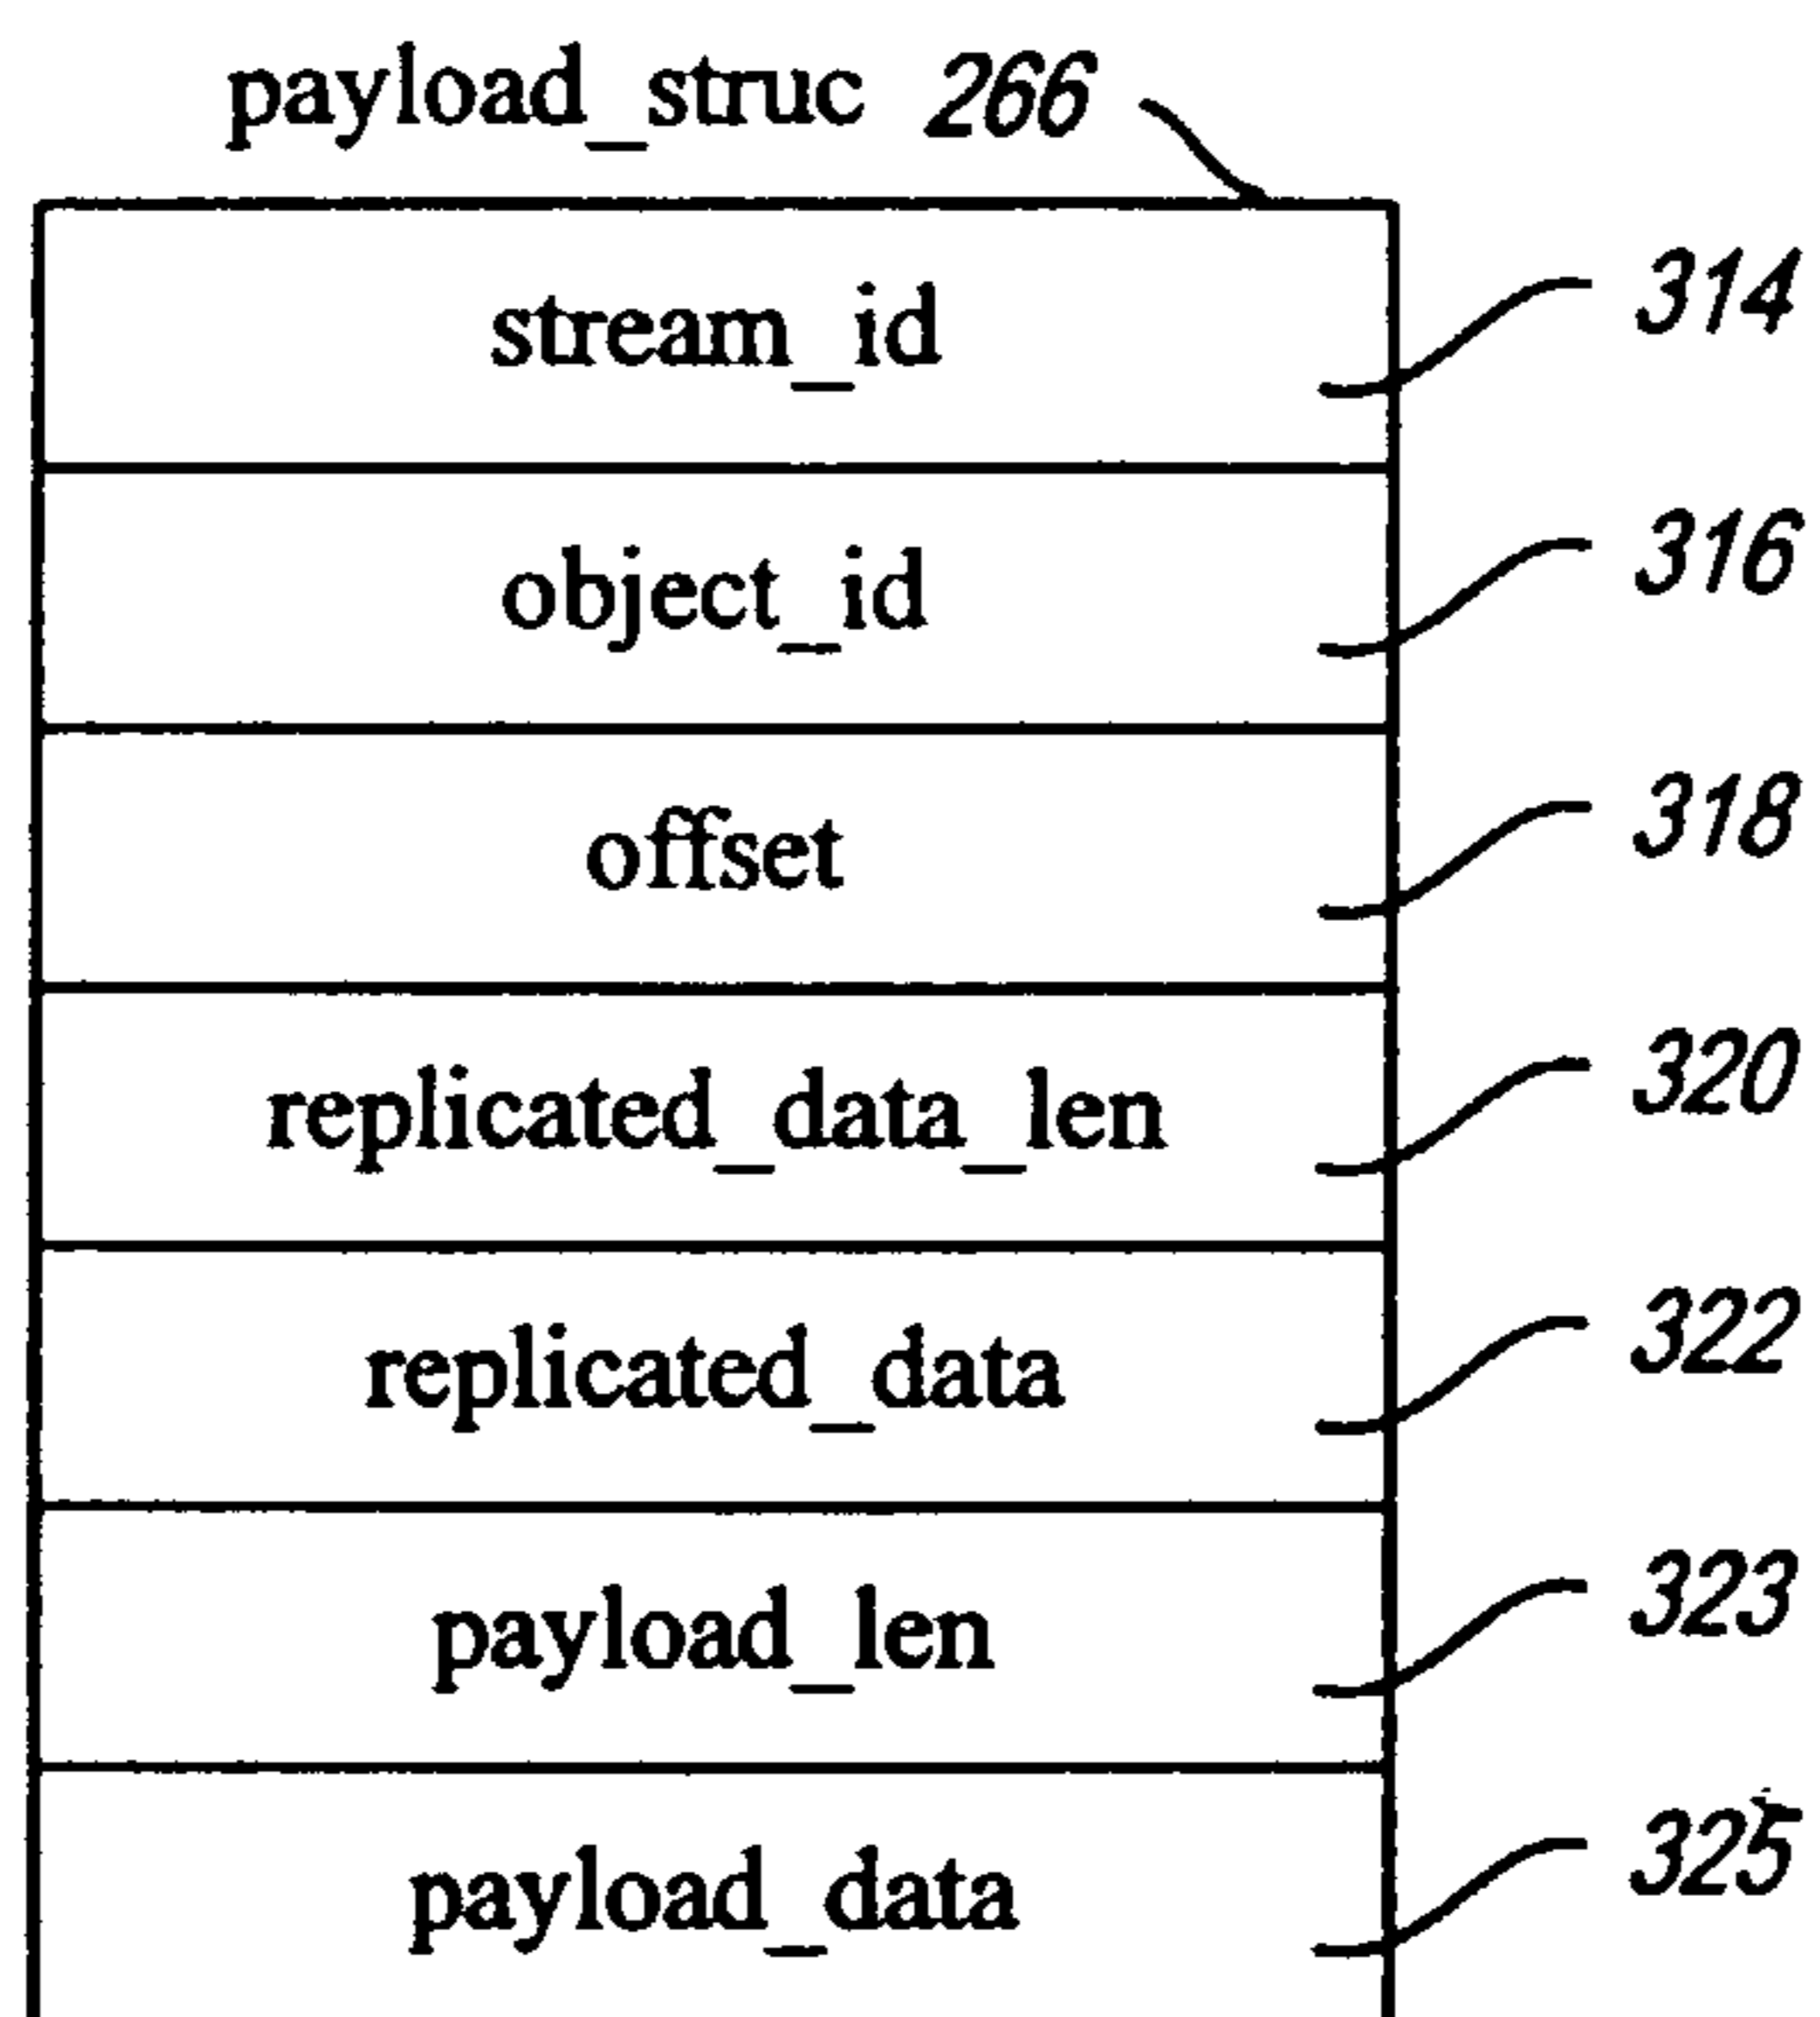 payload_struc 266
stream_id 314
object_id 316
offset 318
replicated_data_len 320
replicated_data 322
payload_len 323
payload_data 325